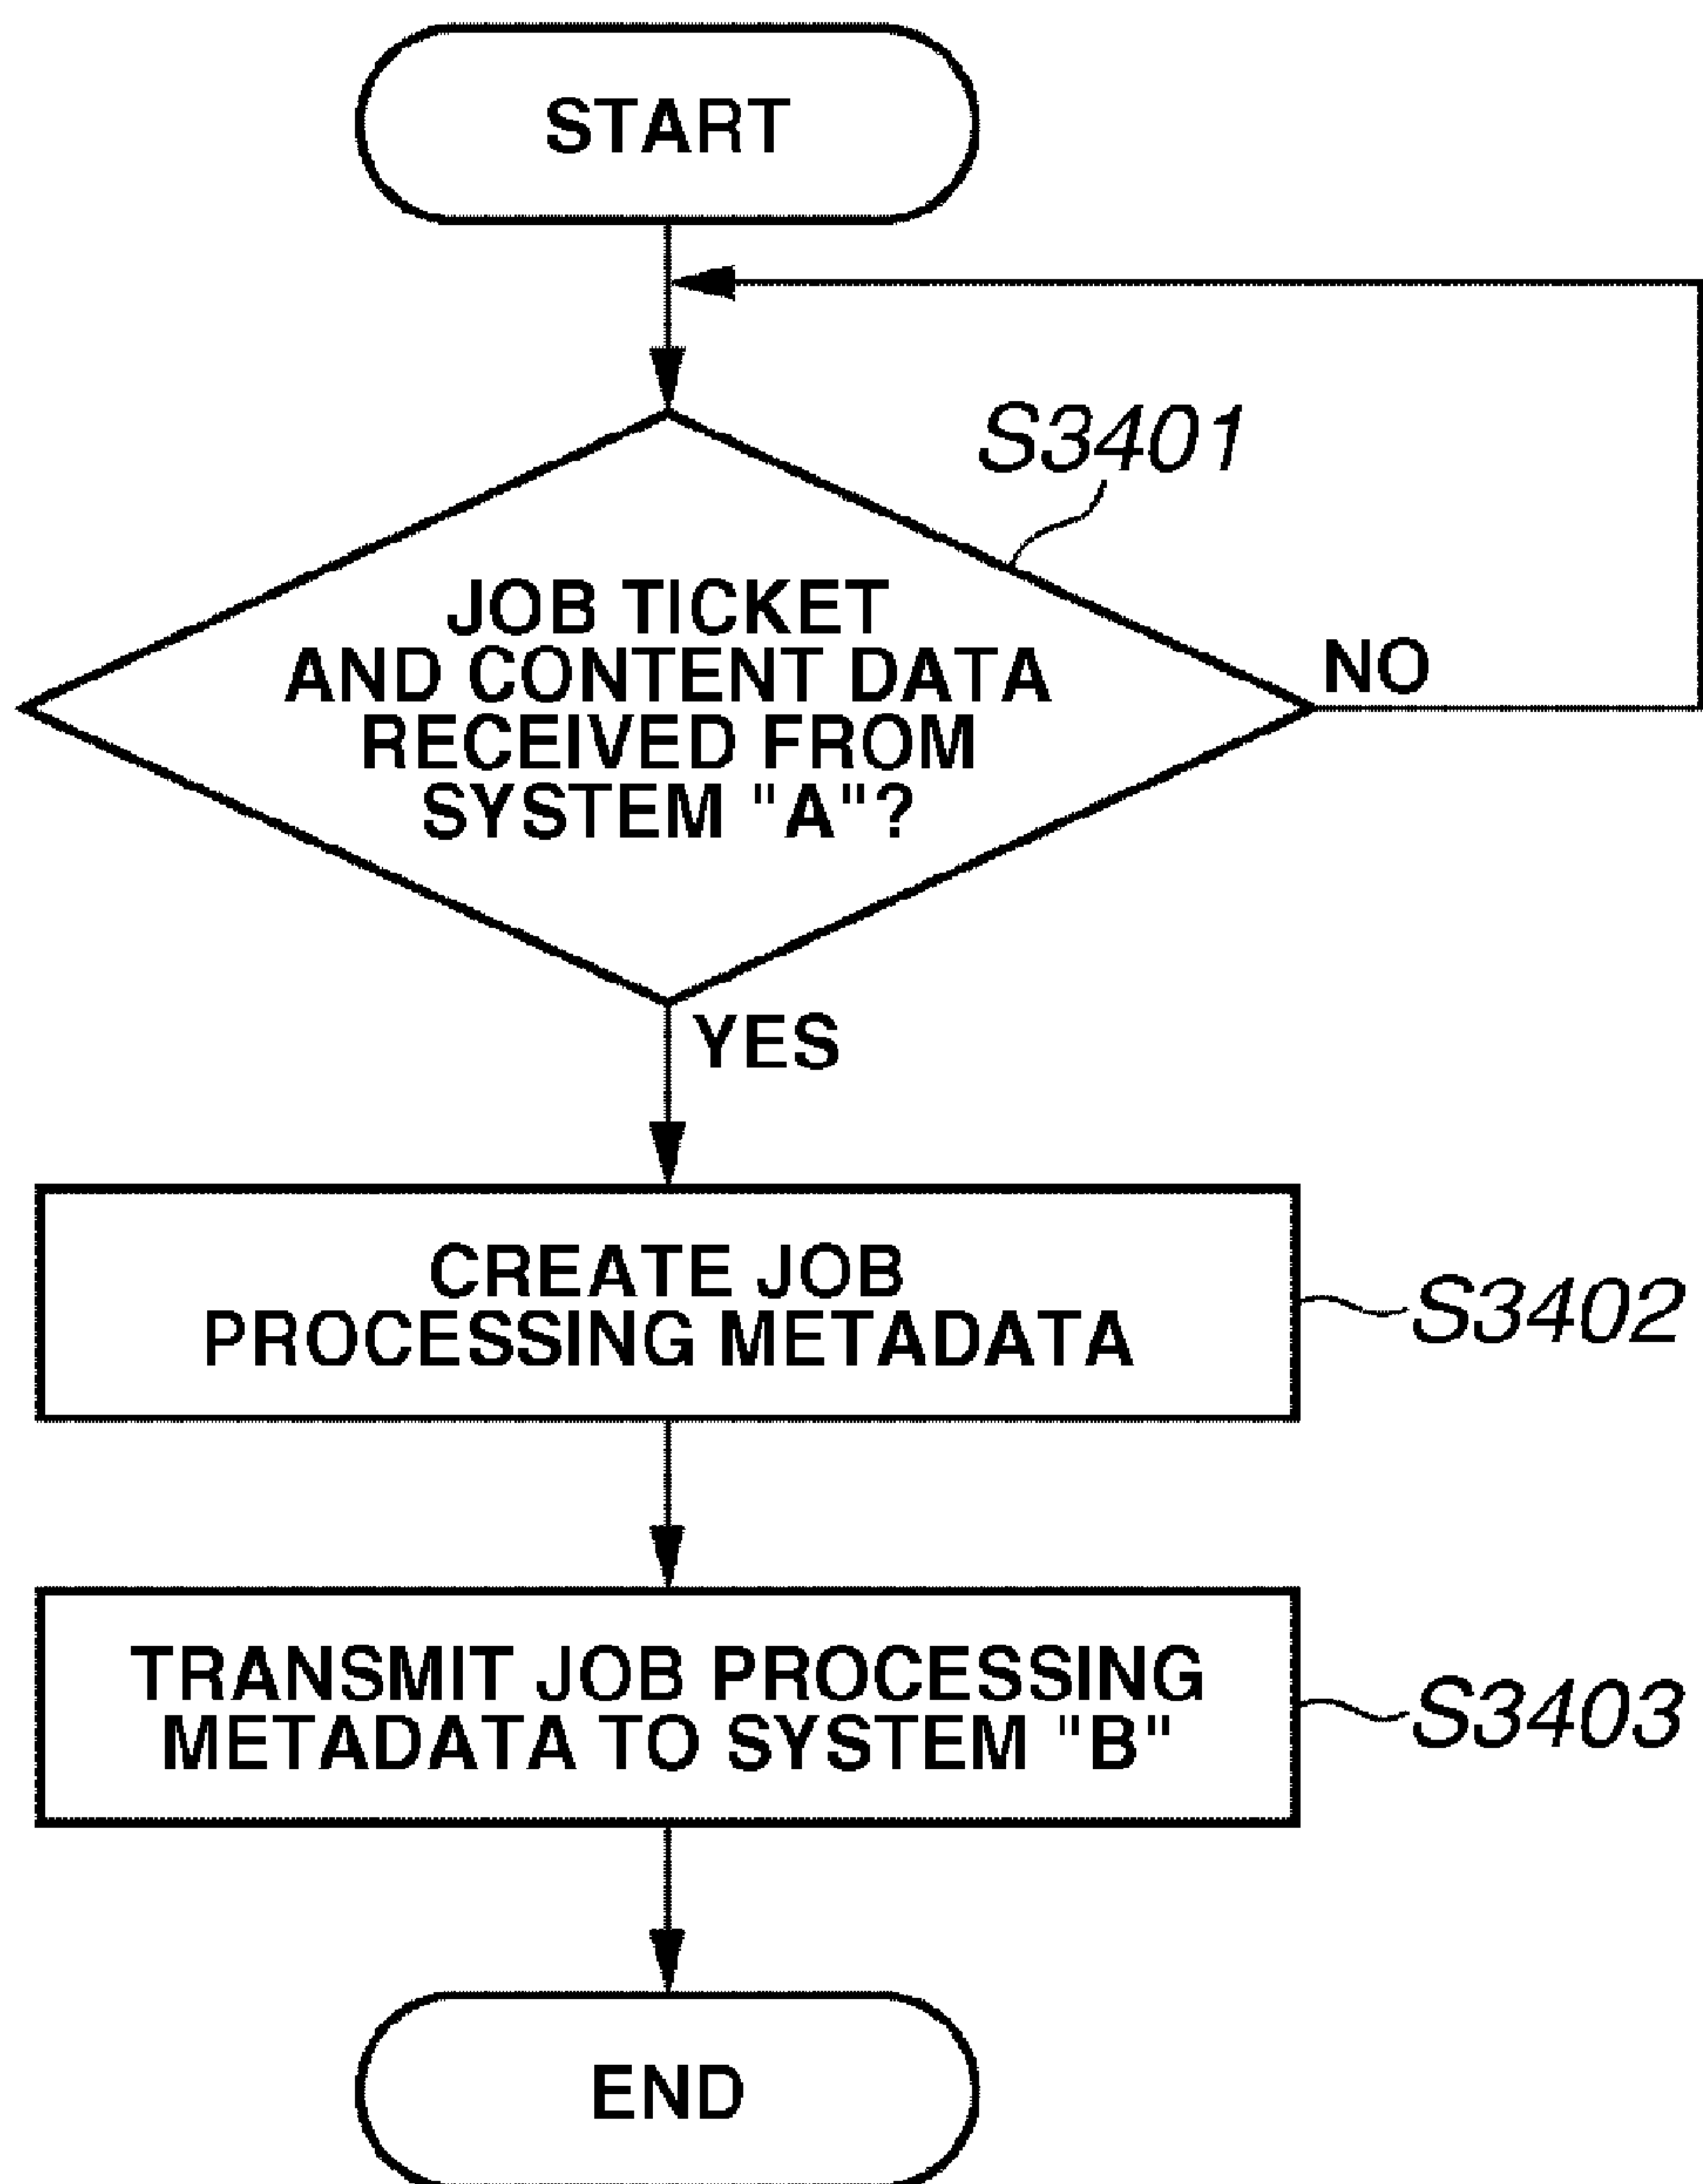 START
S3401
JOB TICKET
AND CONTENT DATA
RECEIVED FROM
SYSTEM "A"?
NO
YES
CREATE JOB
PROCESSING METADATA
S3402
TRANSMIT JOB PROCESSING
METADATA TO SYSTEM "B"
S3403
END